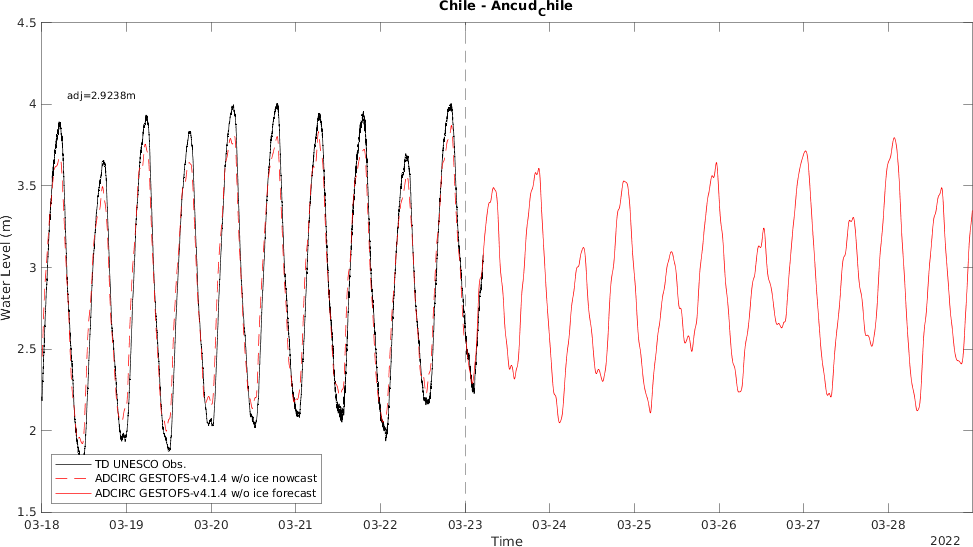 Chile - Ancud_Chile
adj=2.9238m
Water Level (m)
4.5
4
3.5
3
2.5
2
1.5
TD UNESCO Obs.
ADCIRC GESTOFS-v4.1.4 w/o ice nowcast
ADCIRC GESTOFS-v4.1.4 w/o ice forecast
03-18 03-19 03-20 03-21 03-22 03-23 03-24 03-25 03-26 03-27 03-28
Time
2022